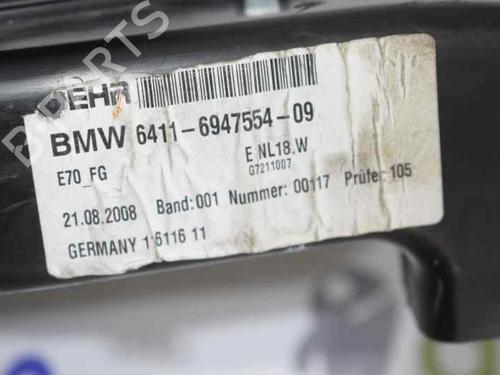 BEHR
BMW 6411-6947554-09
E70_FG
E NL18.W
G7211007
21.08.2008 Band:001 Nummer: 00117 Prüfer: 105
GERMANY 1 6116 11
PARTS